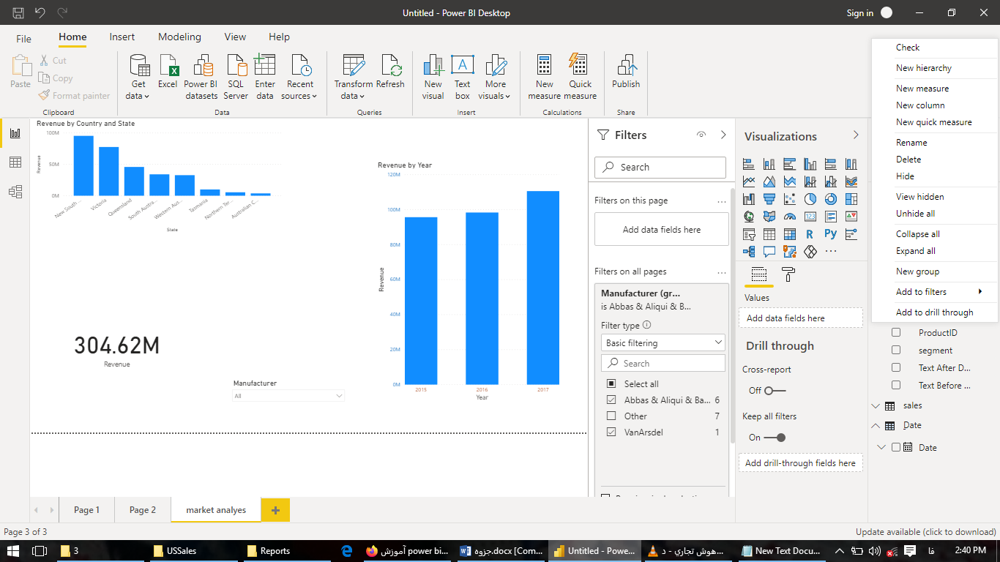 Untitled - Power BI Desktop
Sign in
File
Home
Insert
Modeling
View
Help
Paste
Cut
Copy
Format painter
Clipboard
Get data
Excel
Power BI datasets
SQL Server
Enter data
Recent sources
Data
Transform data
Refresh
Queries
New visual
Text box
More visuals
Insert
New measure
Quick measure
Calculations
Publish
Share
Revenue by Country and State
100M
50M
0M
Revenue
New South ...
Victoria
Queensland
South Austra...
Western Aus...
Tasmania
Northern Ter...
Australian C...
State
304.62M
Revenue
Manufacturer
All
Revenue by Year
120M
100M
80M
60M
40M
20M
0M
Revenue
2015
2016
2017
Year
Filters
Search
Filters on this page
Add data fields here
Filters on all pages
Manufacturer (gr...
is Abbas & Aliqui & B...
Filter type
Basic filtering
Search
Select all
Abbas & Aliqui & Ba... 6
Other 7
VanArsdel 1
Visualizations
R
Py
123
Values
Add data fields here
Drill through
Cross-report
Off
Keep all filters
On
Add drill-through fields here
Check
New hierarchy
New measure
New column
New quick measure
Rename
Delete
Hide
View hidden
Unhide all
Collapse all
Expand all
New group
Add to filters
Add to drill through
ProductID
segment
Text After D...
Text Before ...
sales
Date
Date
Page 1
Page 2
market analyes
Page 3 of 3
Update available (click to download)
3
USSales
Reports
آموزش power bi...
جزوه.docx [Com...
Untitled - Powe...
هوش تجاري - د...
New Text Docu...
فا
2:40 PM